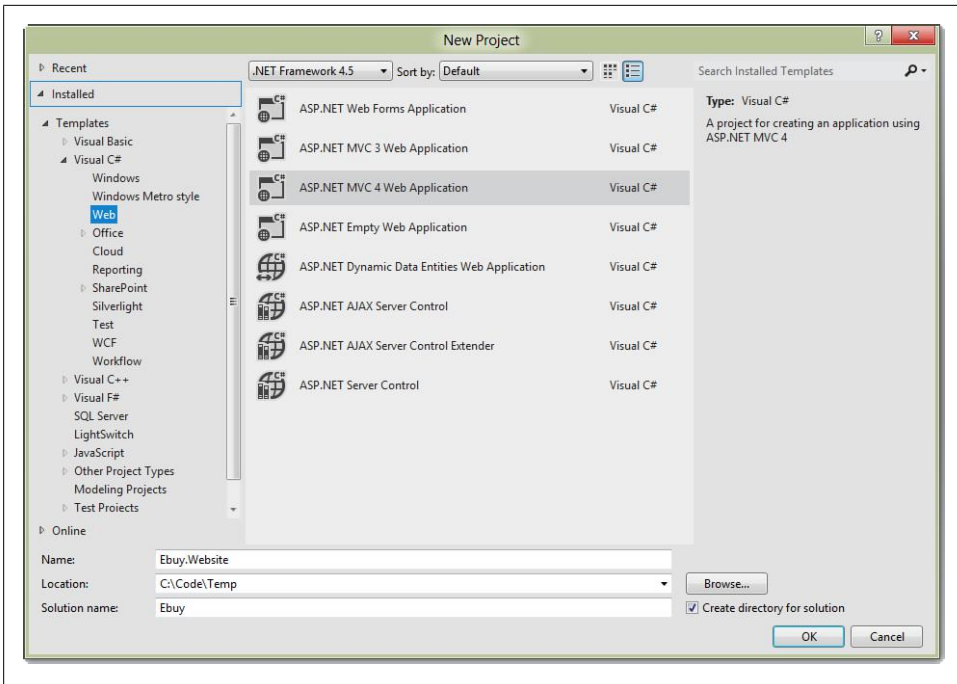 New Project
Recent
Installed
Templates
Visual Basic
Visual C#
Windows
Windows Metro style
Web
Office
Cloud
Reporting
SharePoint
Silverlight
Test
WCF
Workflow
Visual C++
Visual F#
SQL Server
LightSwitch
JavaScript
Other Project Types
Modeling Projects
Test Projects
Online
.NET Framework 4.5 Sort by: Default
ASP.NET Web Forms Application Visual C#
ASP.NET MVC 3 Web Application Visual C#
ASP.NET MVC 4 Web Application Visual C#
ASP.NET Empty Web Application Visual C#
ASP.NET Dynamic Data Entities Web Application Visual C#
ASP.NET AJAX Server Control Visual C#
ASP.NET AJAX Server Control Extender Visual C#
ASP.NET Server Control Visual C#
Search Installed Templates
Type: Visual C#
A project for creating an application using
ASP.NET MVC 4
Name: Ebuy.Website
Location: C:\Code\Temp Browse...
Solution name: Ebuy Create directory for solution
OK Cancel